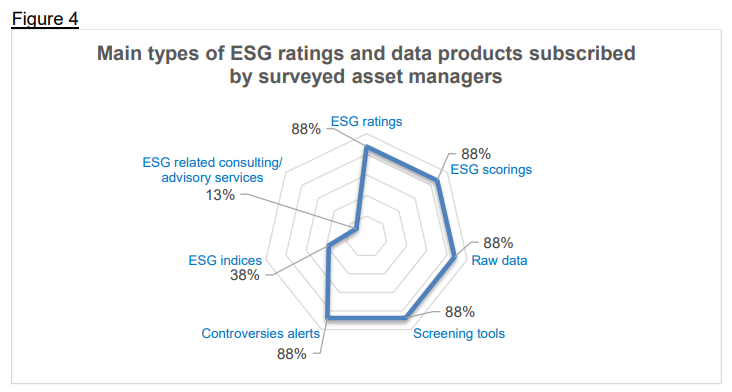 Figure 4
Main types of ESG ratings and data products subscribed
by surveyed asset managers
ESG ratings
88%
88%
ESG scorings
ESG related consulting/
advisory services
13%
88%
Raw data
ESG indices
38%
88%
Screening tools
Controversies alerts
88%